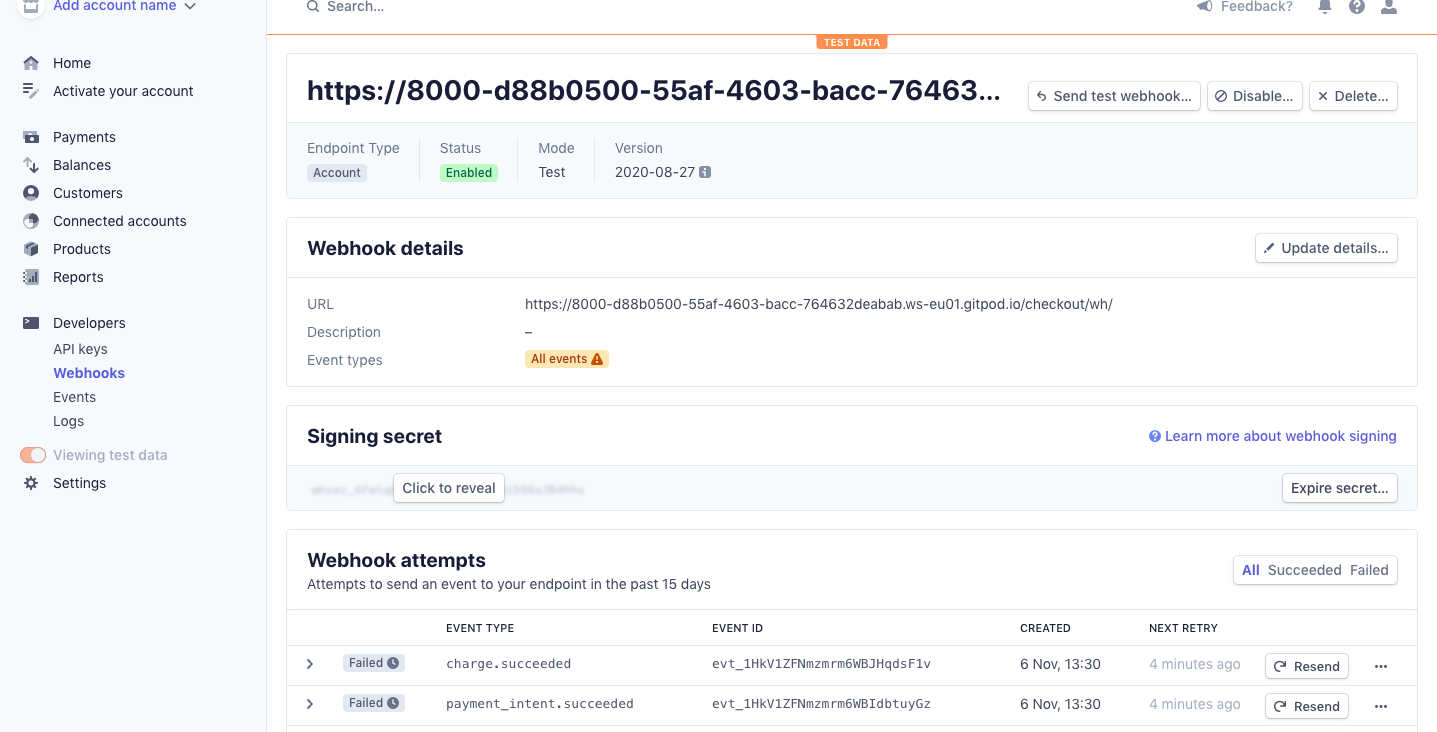 Add account name
Search...
Feedback?
TEST DATA
Home
Activate your account
Payments
Balances
Customers
Connected accounts
Products
Reports
Developers
API keys
Webhooks
Events
Logs
Viewing test data
Settings
https://8000-d88b0500-55af-4603-bacc-76463...
Send test webhook...
Disable...
Delete...
Endpoint Type Status Mode Version
Account Enabled Test 2020-08-27
Webhook details
Update details...
URL https://8000-d88b0500-55af-4603-bacc-764632deabab.ws-eu01.gitpod.io/checkout/wh/
Description –
Event types All events
Signing secret
Learn more about webhook signing
Click to reveal
Expire secret...
Webhook attempts
Attempts to send an event to your endpoint in the past 15 days
All Succeeded Failed
EVENT TYPE EVENT ID CREATED NEXT RETRY
Failed charge.succeeded evt_1HkV1ZFNmzmrm6WBJHqdsF1v 6 Nov, 13:30 4 minutes ago Resend
Failed payment_intent.succeeded evt_1HkV1ZFNmzmrm6WBIdbtuyGz 6 Nov, 13:30 4 minutes ago Resend